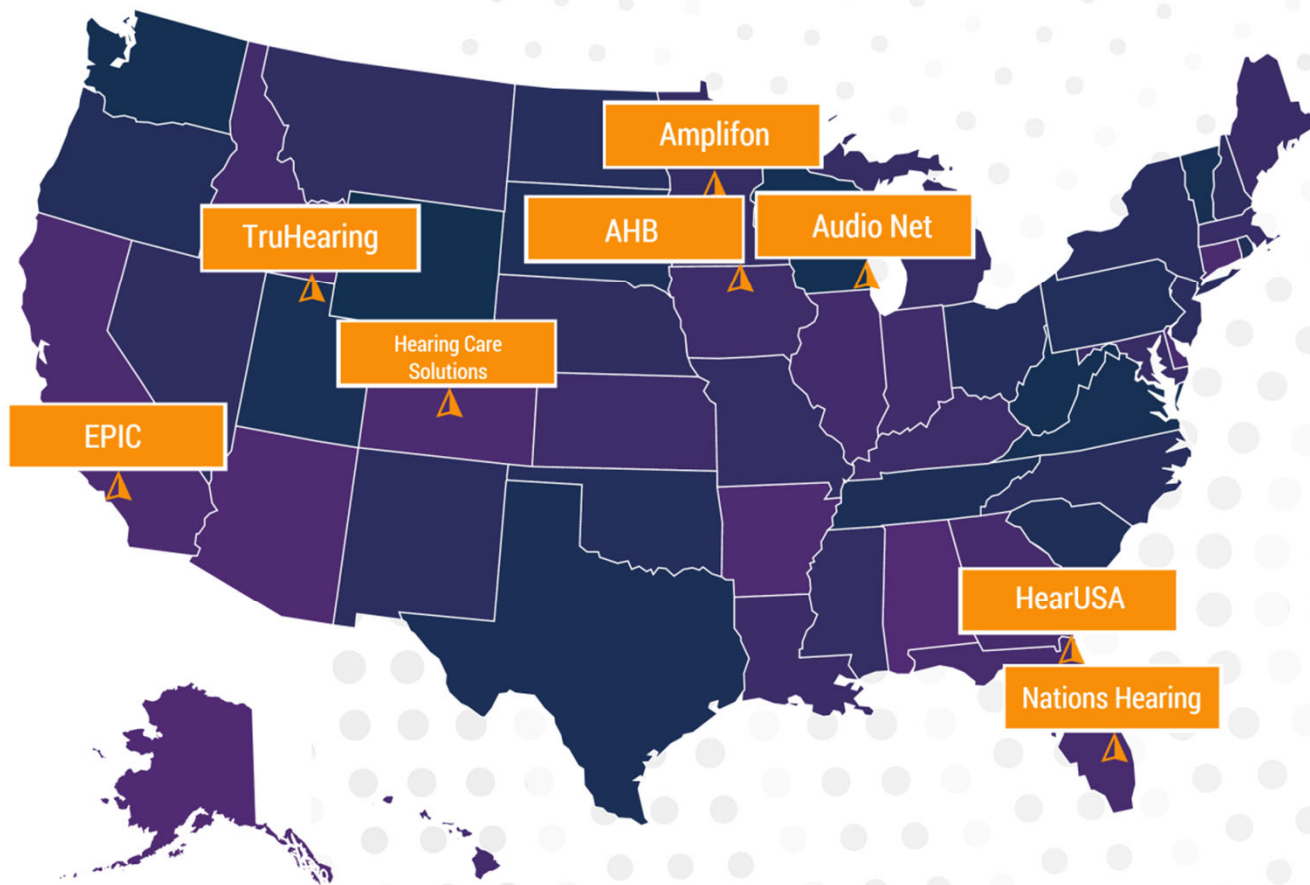 Amplifon
AHB
Audio Net
TruHearing
Hearing Care
Solutions
EPIC
HearUSA
Nations Hearing